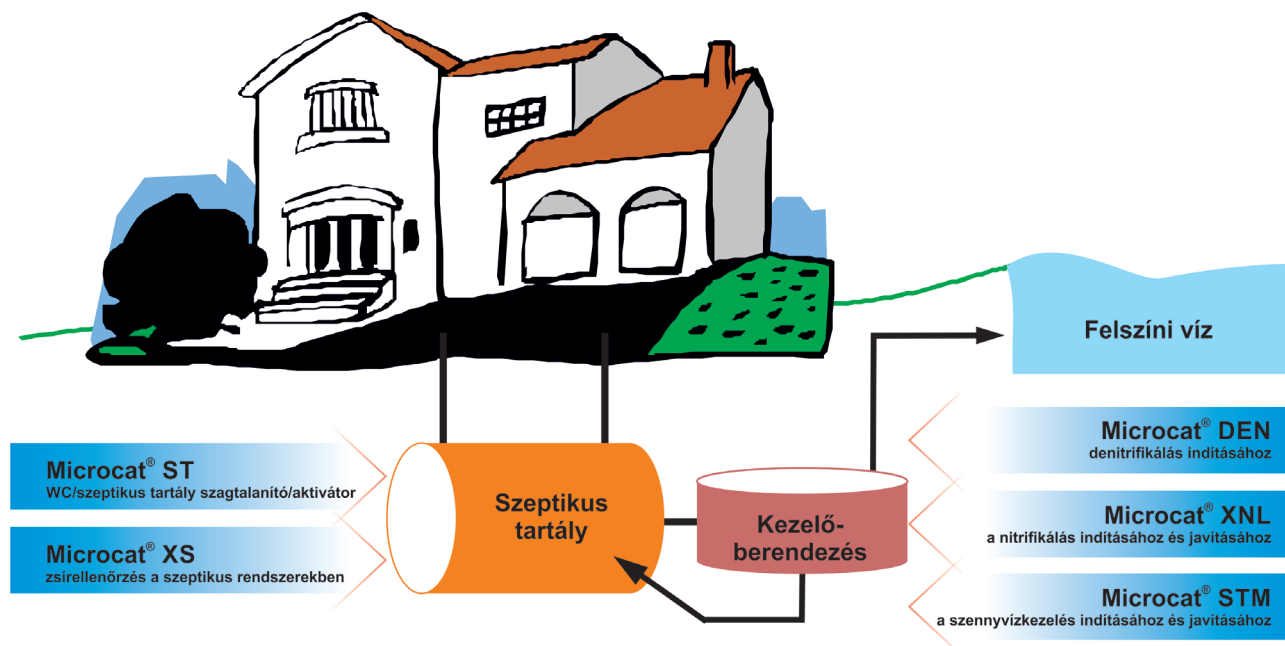 Felszíni víz
Microcat® ST
WC/szeptikus tartály szagtalanító/aktivátor
Microcat® XS
zsírellenőrzés a szeptikus rendszerekben
Szeptikus
tartály
Kezelő-
berendezés
Microcat® DEN
denitrifikálás indításához
Microcat® XNL
a nitrifikálás indításához és javításához
Microcat® STM
a szennyvízkezelés indításához és javításához